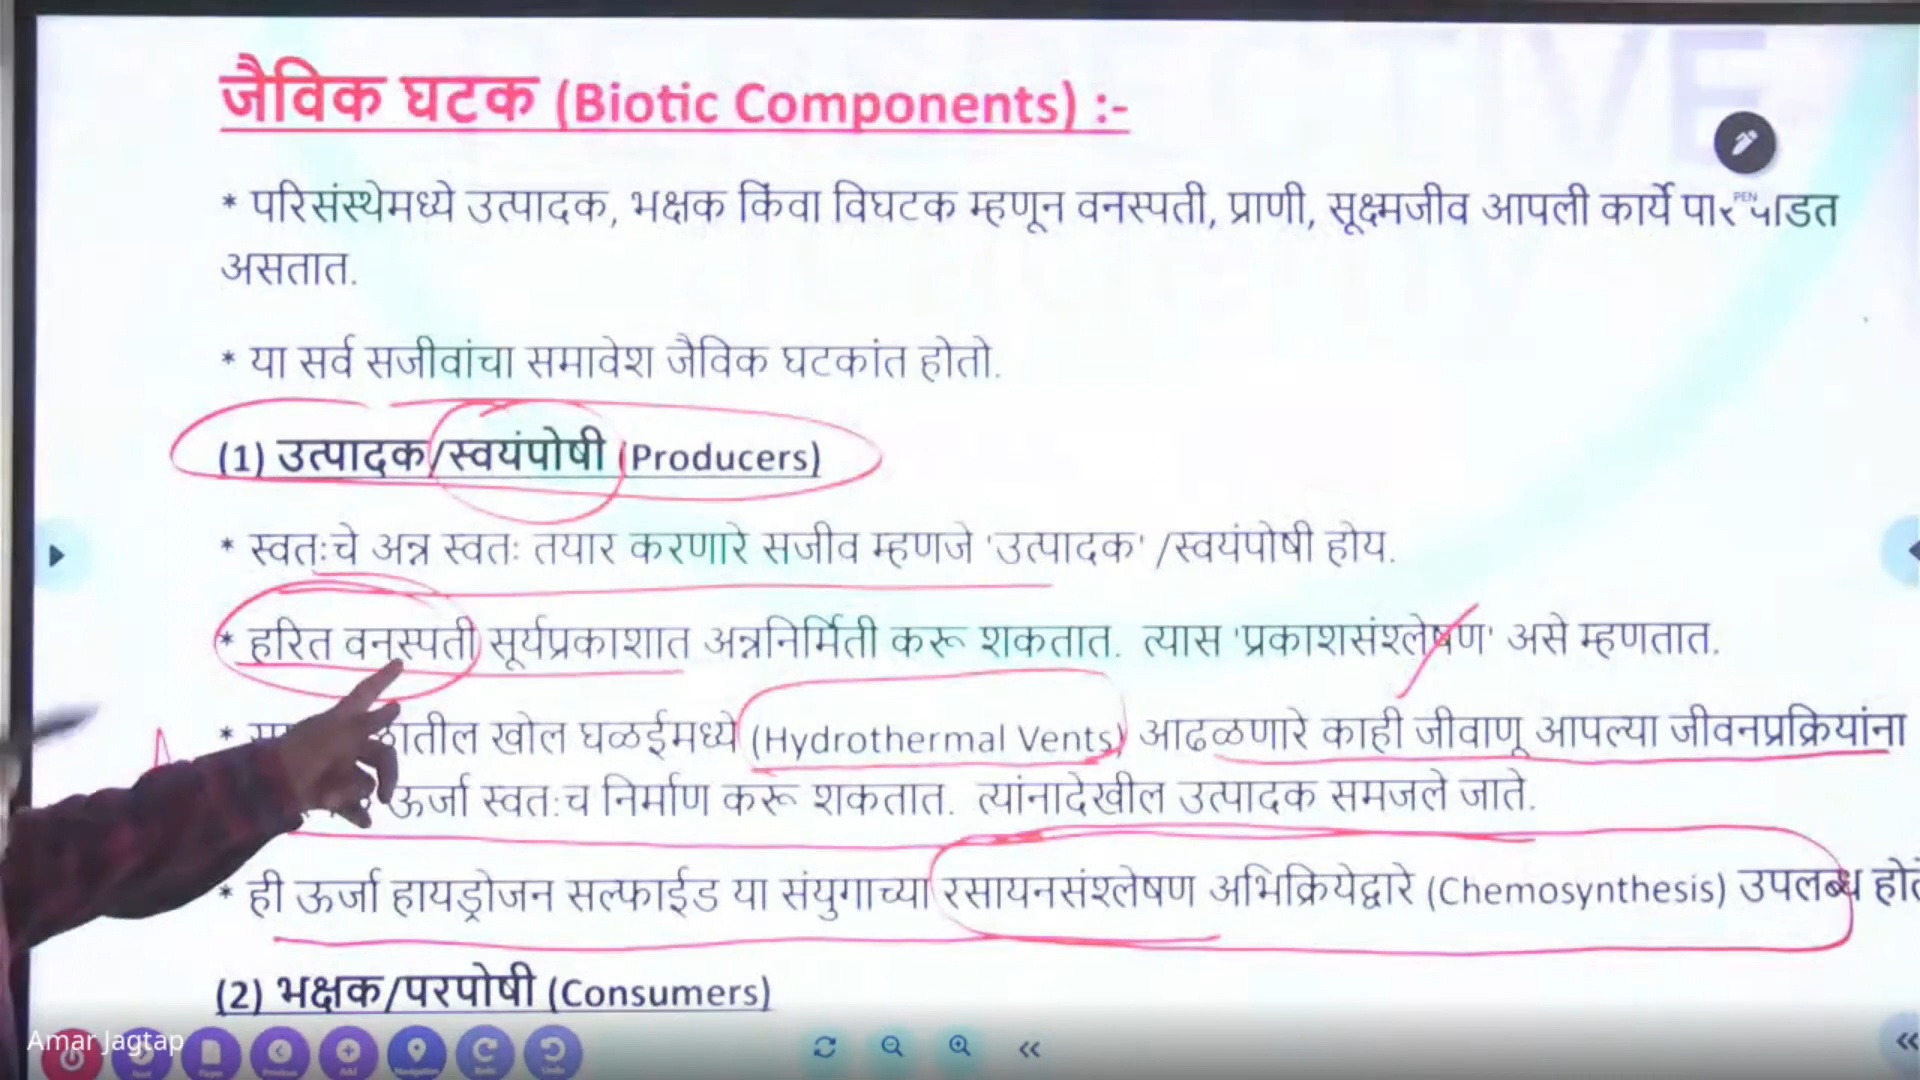 जैविक घटक (Biotic Components) :-
* परिसंस्थेमध्ये उत्पादक, भक्षक किंवा विघटक म्हणून वनस्पती, प्राणी, सूक्ष्मजीव आपली कार्ये पार पाडत
PEN
असतात.
* या सर्व सजीवांचा समावेश जैविक घटकांत होतो.
(1) उत्पादक/स्वयंपोषी (Producers)
* स्वतःचे अन्न स्वतः तयार करणारे सजीव म्हणजे 'उत्पादक' /स्वयंपोषी होय.
* हरित वनस्पती सूर्यप्रकाशात अन्ननिर्मिती करू शकतात. त्यास 'प्रकाशसंश्लेषण' असे म्हणतात.
* खोल घळईमध्ये (Hydrothermal Vents) आढळणारे काही जीवाणू आपल्या जीवनप्रक्रियांना
ऊर्जा स्वत:च निर्माण करू शकतात. त्यांनादेखील उत्पादक समजले जाते.
* ही ऊर्जा हायड्रोजन सल्फाईड या संयुगाच्या रसायनसंश्लेषण अभिक्रियेद्वारे (Chemosynthesis) उपलब्ध
(2) भक्षक/परपोषी (Consumers)
Amar Jagtap